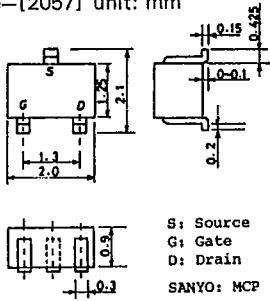 [2057] unit: mm
S
G D
1.25
2.1
1.3
2.0
0.15
0.425
0~0.1
0.2
0.9
0.3
S: Source
G: Gate
D: Drain
SANYO: MCP